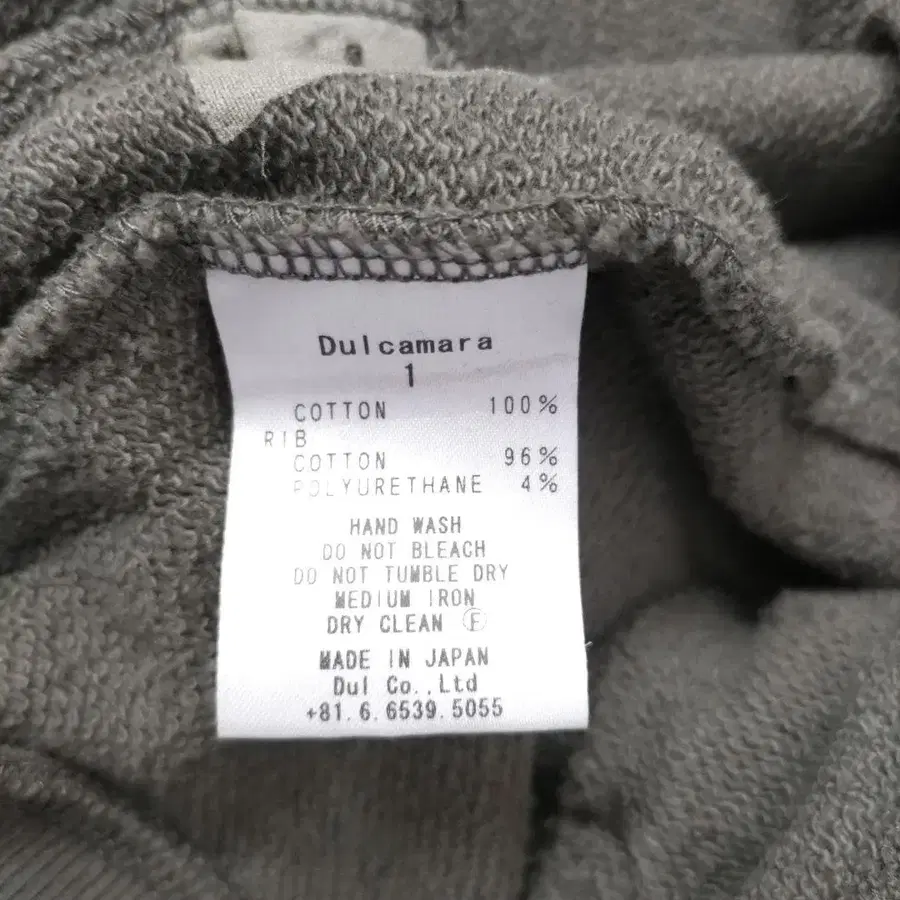 Dulcamara
1
COTTON 100%
RIB
COTTON 96%
POLYURETHANE 4%
HAND WASH
DO NOT BLEACH
DO NOT TUMBLE DRY
MEDIUM IRON
DRY CLEAN Ⓕ
MADE IN JAPAN
Dul Co.,Ltd
+81.6.6539.5055